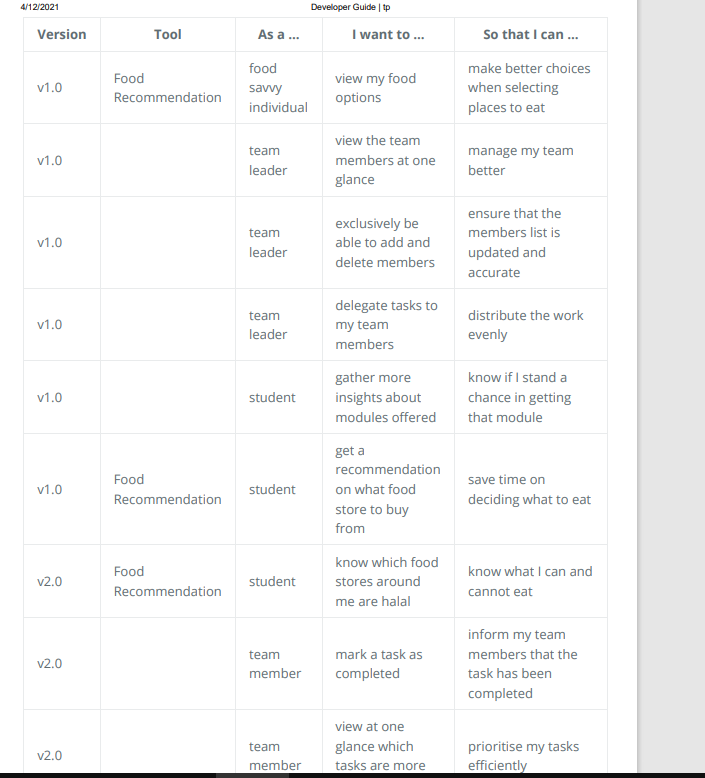 4/12/2021 Developer Guide | tp
Version Tool As a ... I want to ... So that I can ...
v1.0 Food Recommendation food savvy individual view my food options make better choices when selecting places to eat
v1.0 team leader view the team members at one glance manage my team better
v1.0 team leader exclusively be able to add and delete members ensure that the members list is updated and accurate
v1.0 team leader delegate tasks to my team members distribute the work evenly
v1.0 student gather more insights about modules offered know if I stand a chance in getting that module
v1.0 Food Recommendation student get a recommendation on what food store to buy from save time on deciding what to eat
v2.0 Food Recommendation student know which food stores around me are halal know what I can and cannot eat
v2.0 team member mark a task as completed inform my team members that the task has been completed
v2.0 team member view at one glance which tasks are more prioritise my tasks efficiently